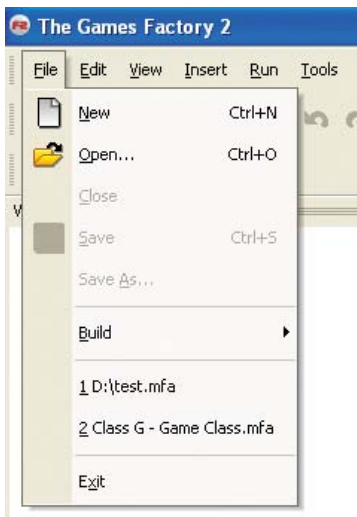 The Games Factory 2
File Edit View Insert Run Tools
New Ctrl+N
Open... Ctrl+O
Close
Save Ctrl+S
Save As...
Build
1 D:\test.mfa
2 Class G - Game Class.mfa
Exit